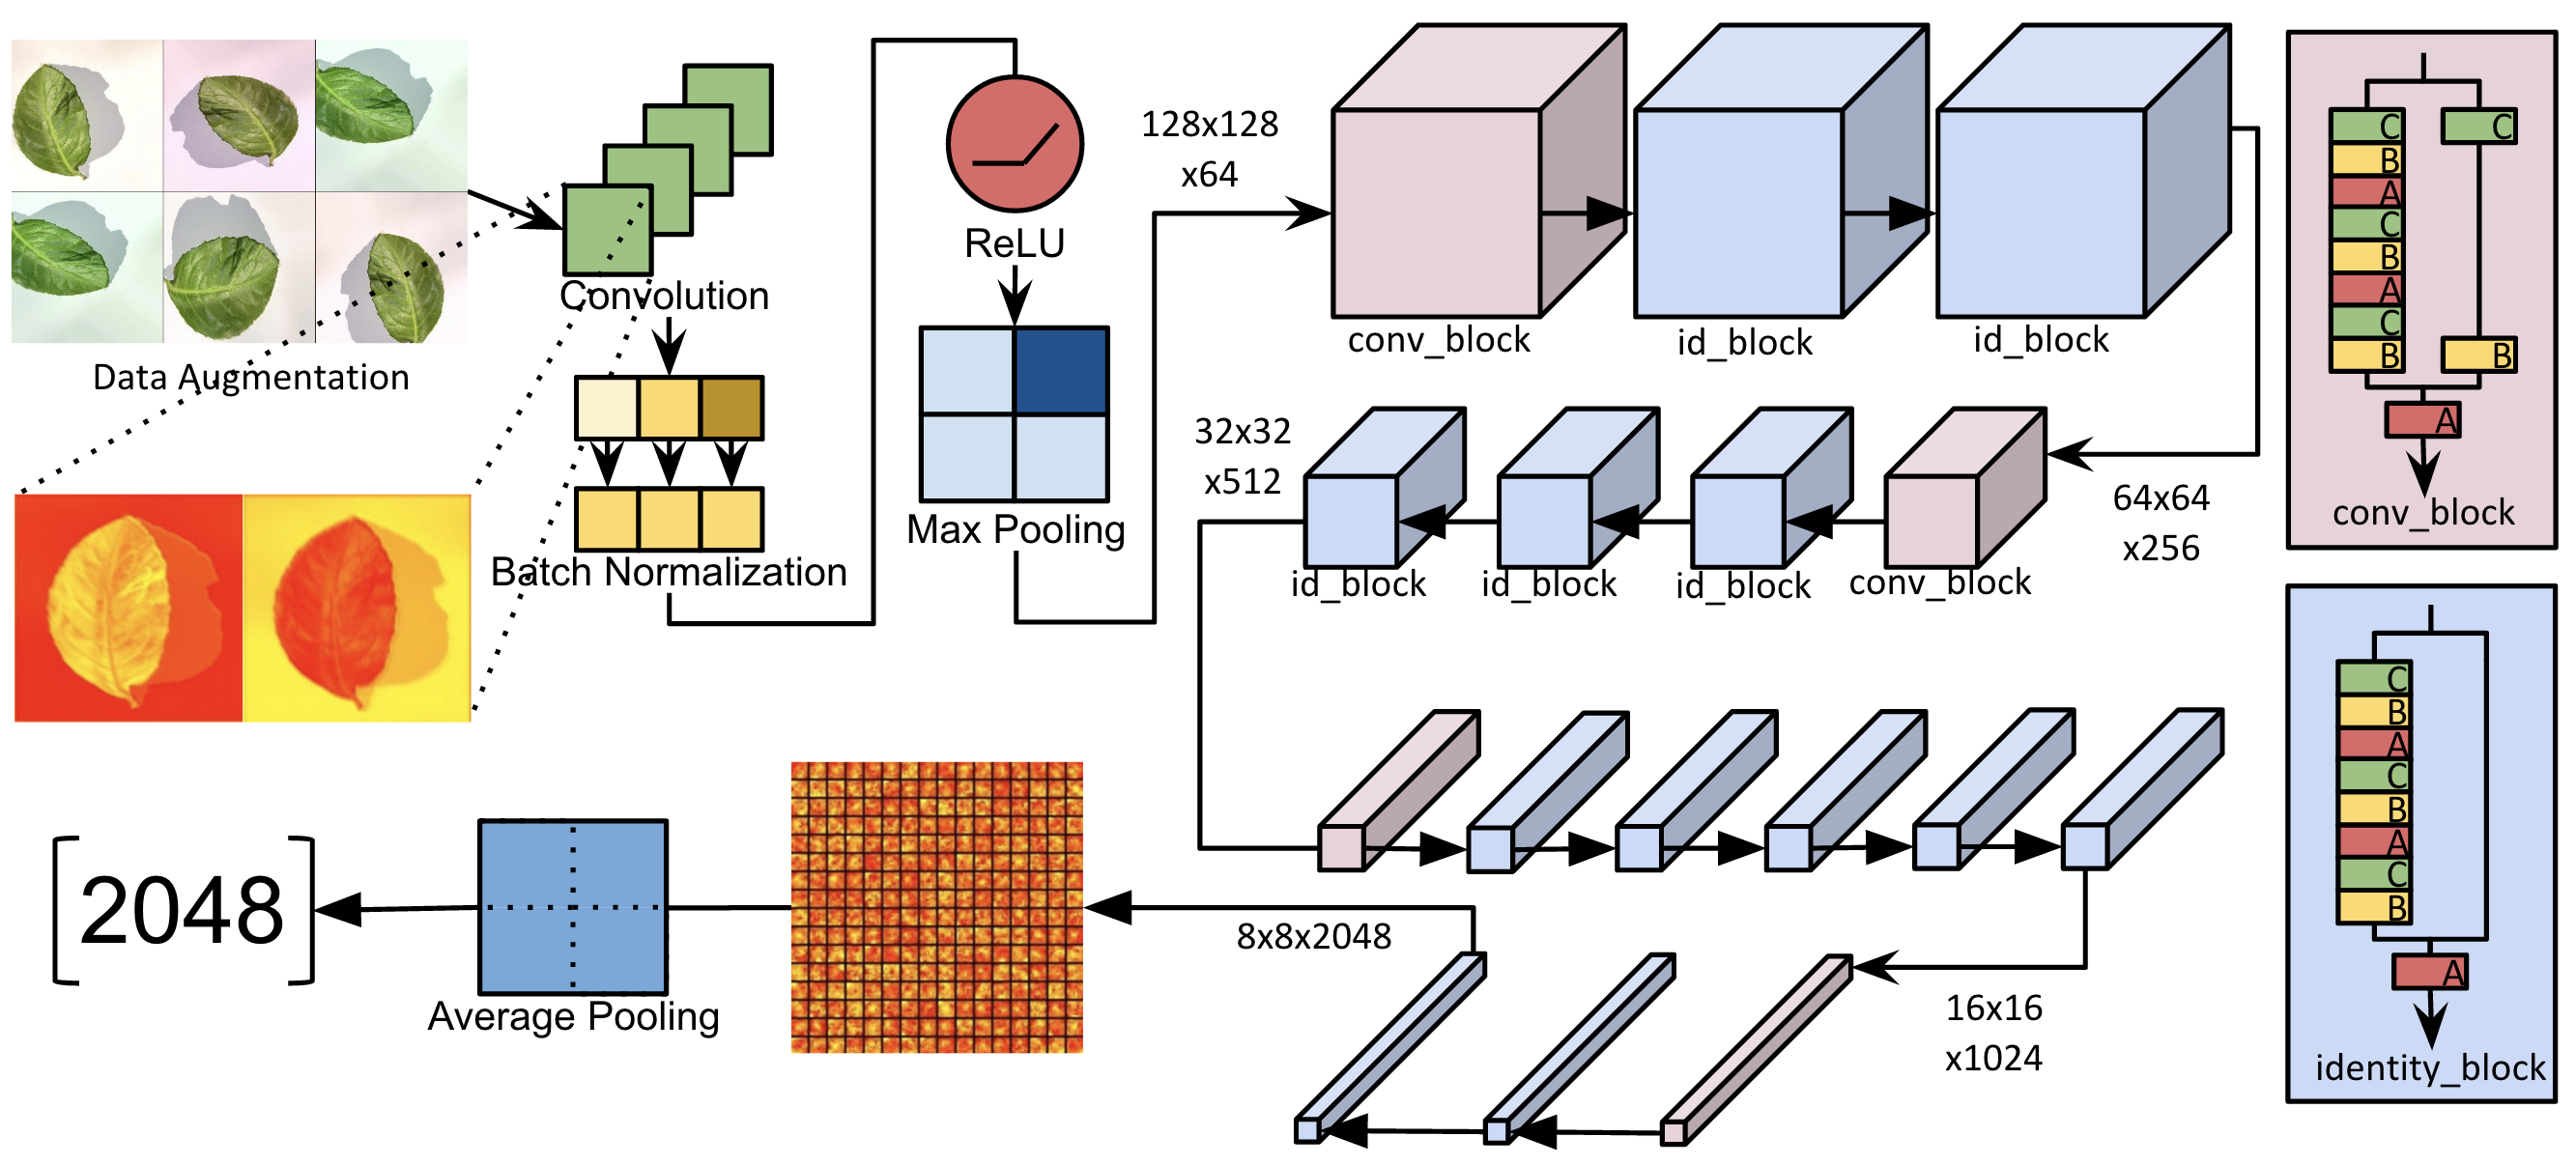 Data Augmentation
Convolution
Batch Normalization
ReLU
Max Pooling
128x128
x64
conv_block
id_block
id_block
64x64
x256
conv_block
id_block
id_block
id_block
32x32
x512
16x16
x1024
8x8x2048
Average Pooling
2048
C
B
A
C
B
A
C
B
C
B
A
conv_block
C
B
A
C
B
A
C
B
A
identity_block